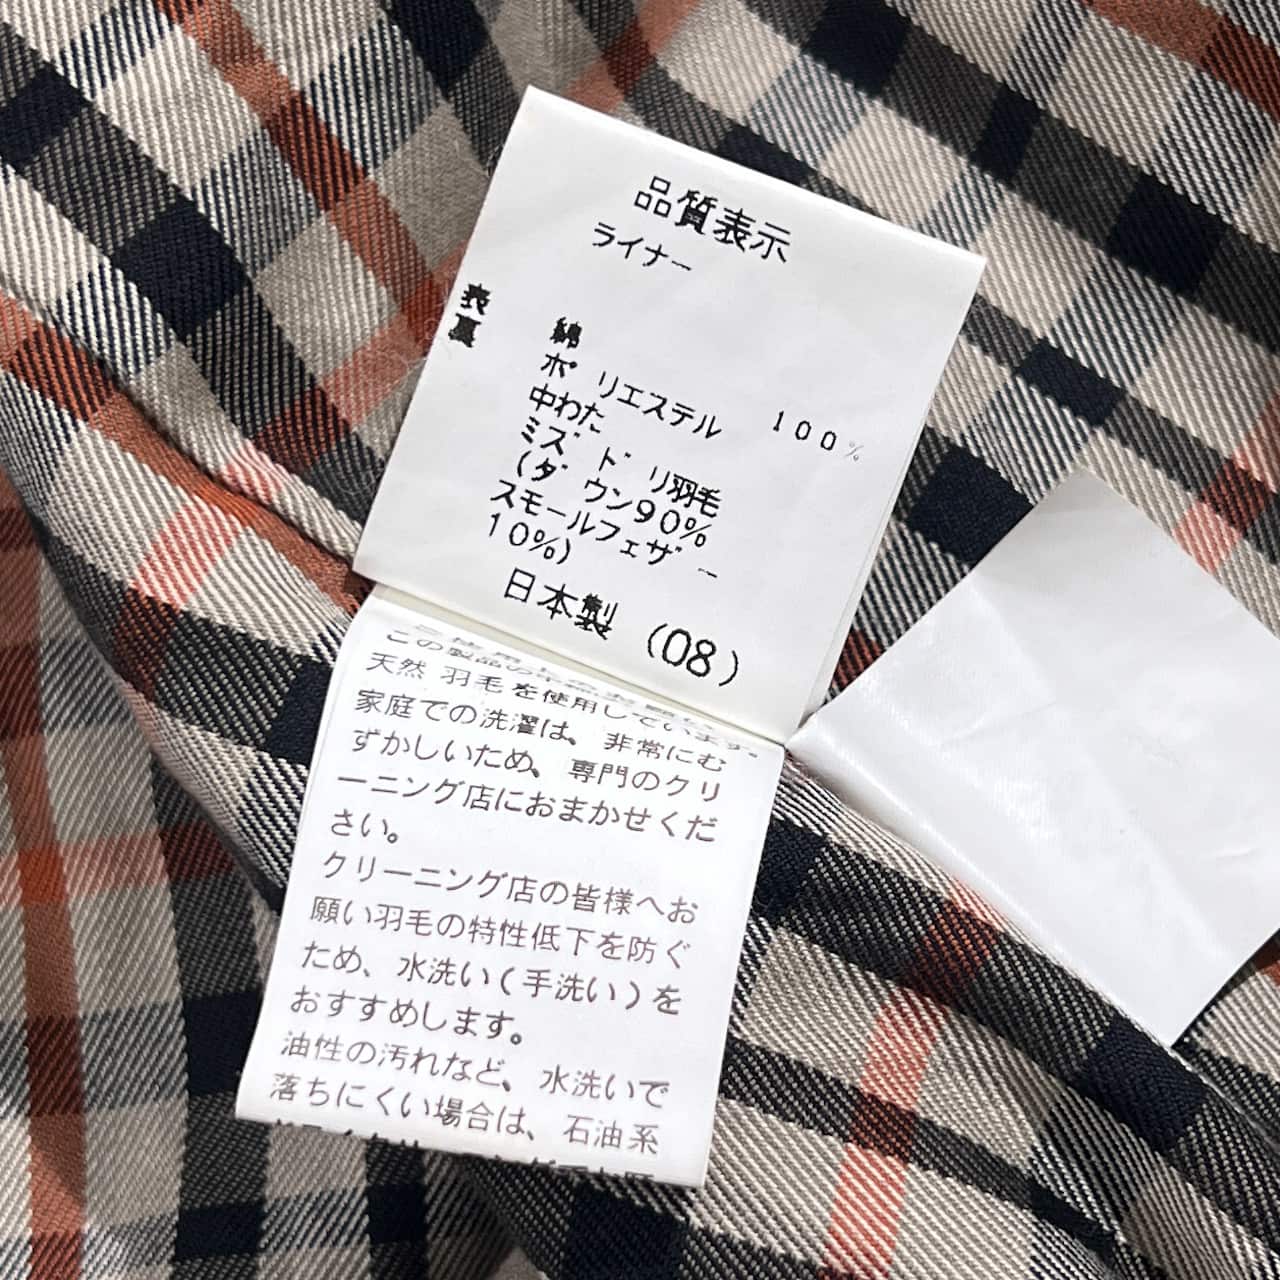 品質表示
ライナー
表 綿
裏 ポリエステル 100%
中わた
ミズドリ羽毛
(ダウン90%
スモールフェザー
10%)
日本製 (08)
この製品の
天然 羽毛を使用しています。
家庭での洗濯は、非常にむ
ずかしいため、専門のクリ
ーニング店におまかせくだ
さい。
クリーニング店の皆様へお
願い羽毛の特性低下を防ぐ
ため、水洗い(手洗い)を
おすすめします。
油性の汚れなど、水洗いで
落ちにくい場合は、石油系